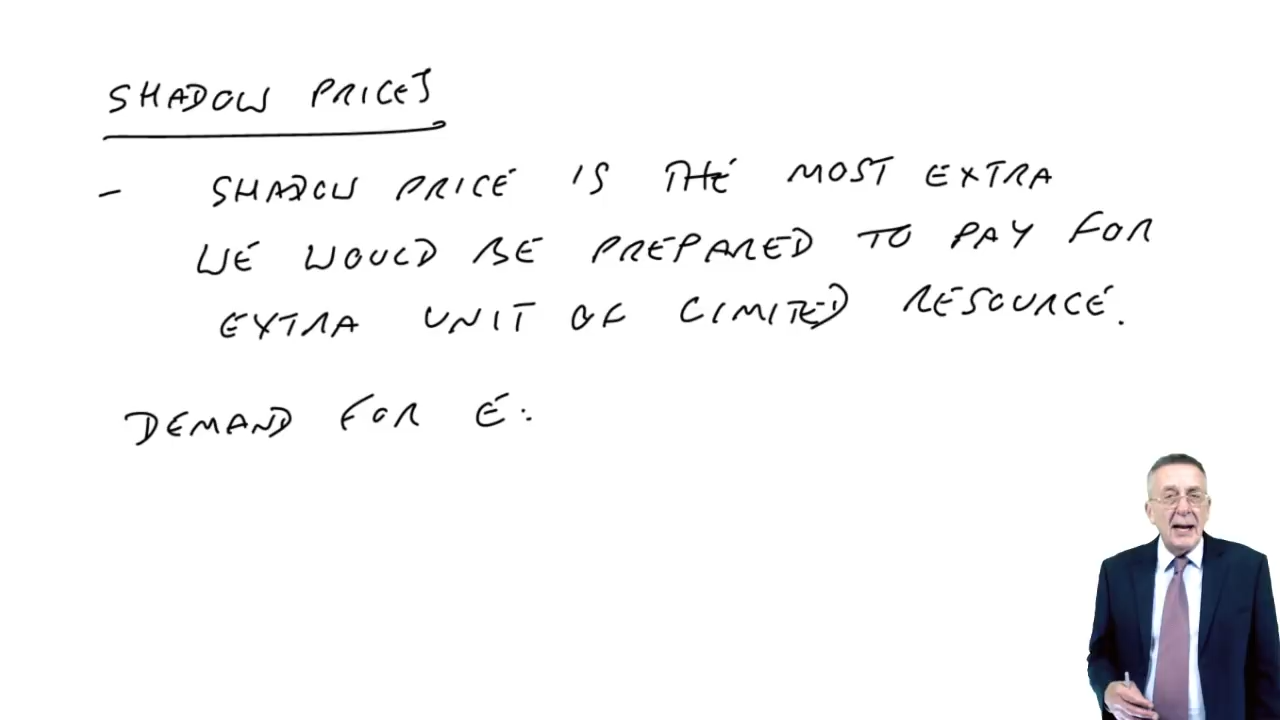 SHADOW PRICES
- SHADOW PRICE IS THE MOST EXTRA
WE WOULD BE PREPARED TO PAY FOR
EXTRA UNIT OF LIMITED RESOURCE.
DEMAND FOR E: